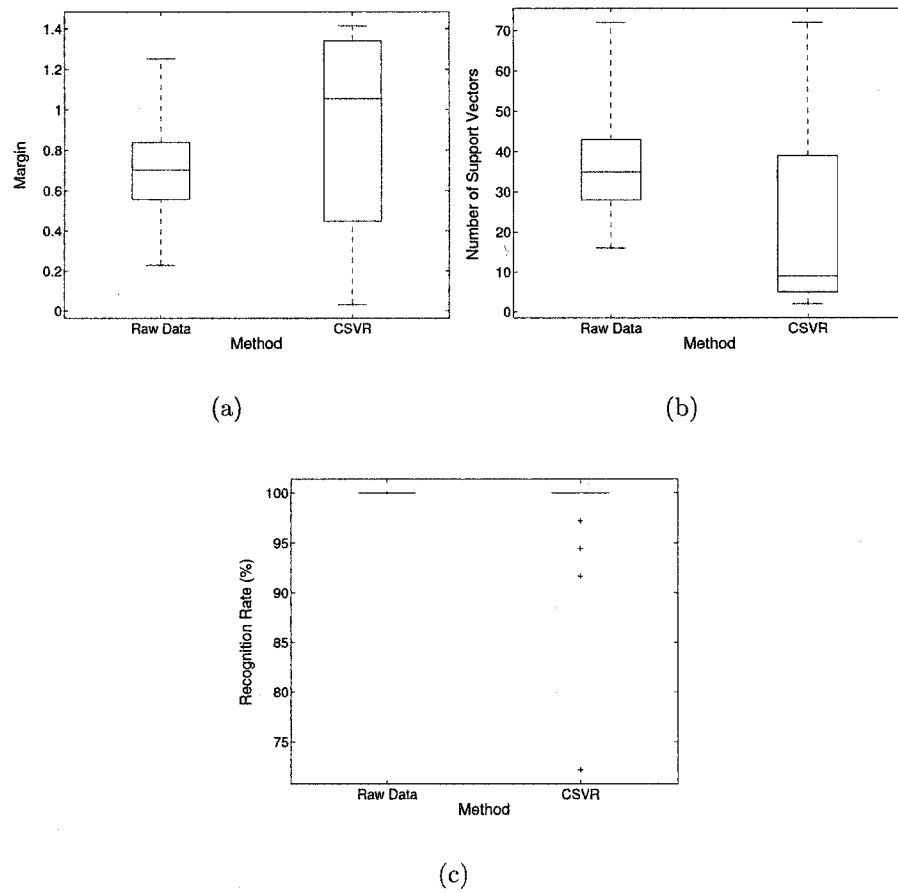 1.4
1.2
1
0.8
0.6
0.4
0.2
0
Margin
Raw Data CSVR
Method
(a)
70
60
50
40
30
20
10
0
Number of Support Vectors
Raw Data CSVR
Method
(b)
100
95
90
85
80
75
Recognition Rate (%)
Raw Data CSVR
Method
(c)